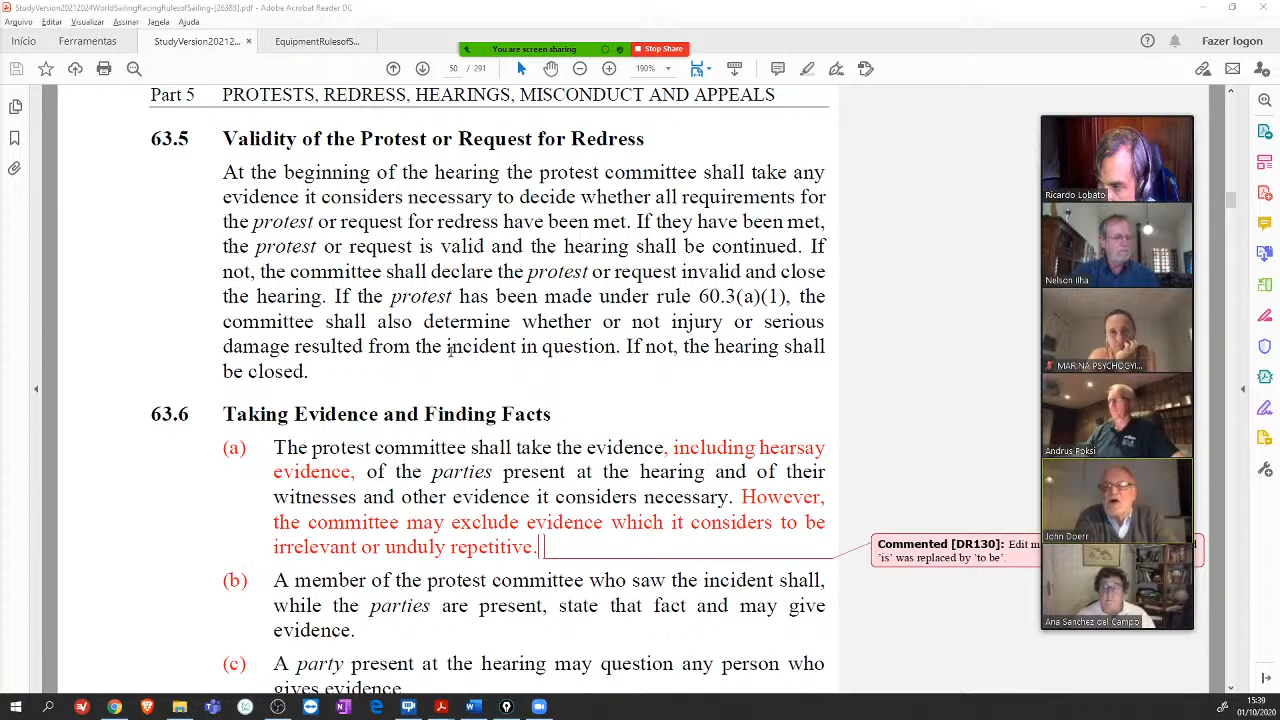 StudyVersion20212024WorldSailingRacingRulesofSailing-[26383].pdf - Adobe Acrobat Reader DC
Arquivo Editar Visualizar Assinar Janela Ajuda
Início Ferramentas StudyVersion20212... × EquipmentRulesofS... Fazer logon
You are screen sharing Stop Share
50 / 291 190%
Part 5 PROTESTS, REDRESS, HEARINGS, MISCONDUCT AND APPEALS
63.5 Validity of the Protest or Request for Redress
At the beginning of the hearing the protest committee shall take any
evidence it considers necessary to decide whether all requirements for
the protest or request for redress have been met. If they have been met,
the protest or request is valid and the hearing shall be continued. If
not, the committee shall declare the protest or request invalid and close
the hearing. If the protest has been made under rule 60.3(a)(1), the
committee shall also determine whether or not injury or serious
damage resulted from the incident in question. If not, the hearing shall
be closed.
63.6 Taking Evidence and Finding Facts
(a) The protest committee shall take the evidence, including hearsay
evidence, of the parties present at the hearing and of their
witnesses and other evidence it considers necessary. However,
the committee may exclude evidence which it considers to be
irrelevant or unduly repetitive.
(b) A member of the protest committee who saw the incident shall,
while the parties are present, state that fact and may give
evidence.
(c) A party present at the hearing may question any person who
gives evidence.
Commented [DR130]: Edit m
'is' was replaced by 'to be'.
Ricardo Lobato
Nelson Ilha
MARINA PSYCHOGYI...
Andrus Poksi
John Doerr
Ana Sanchez del Campo
15:39
01/10/2020